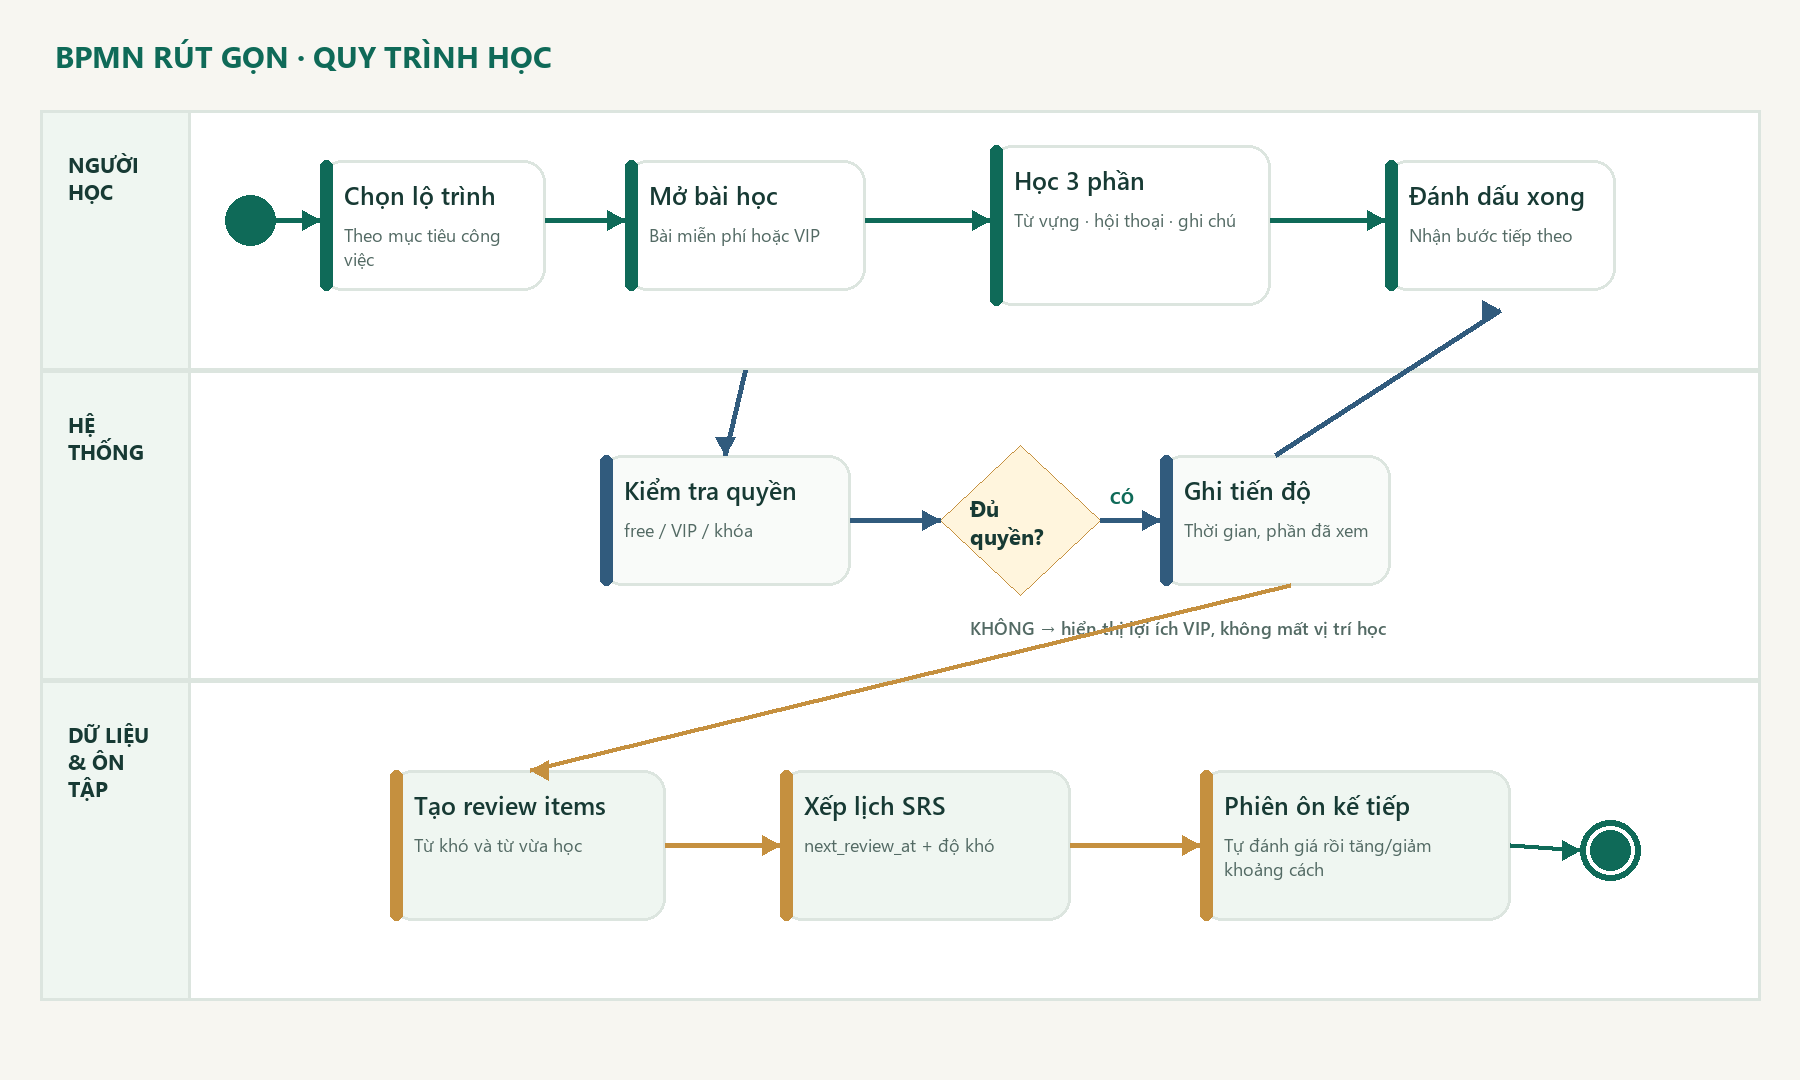 BPMN RÚT GỌN · QUY TRÌNH HỌC
NGƯỜI
HỌC
Chọn lộ trình
Theo mục tiêu công
việc
Mở bài học
Bài miễn phí hoặc VIP
Học 3 phần
Từ vựng · hội thoại · ghi chú
Đánh dấu xong
Nhận bước tiếp theo
HỆ
THỐNG
Kiểm tra quyền
free / VIP / khóa
Đủ
quyền?
CÓ
Ghi tiến độ
Thời gian, phần đã xem
KHÔNG → hiển thị lợi ích VIP, không mất vị trí học
DỮ LIỆU
& ÔN
TẬP
Tạo review items
Từ khó và từ vừa học
Xếp lịch SRS
next_review_at + độ khó
Phiên ôn kế tiếp
Tự đánh giá rồi tăng/giảm
khoảng cách